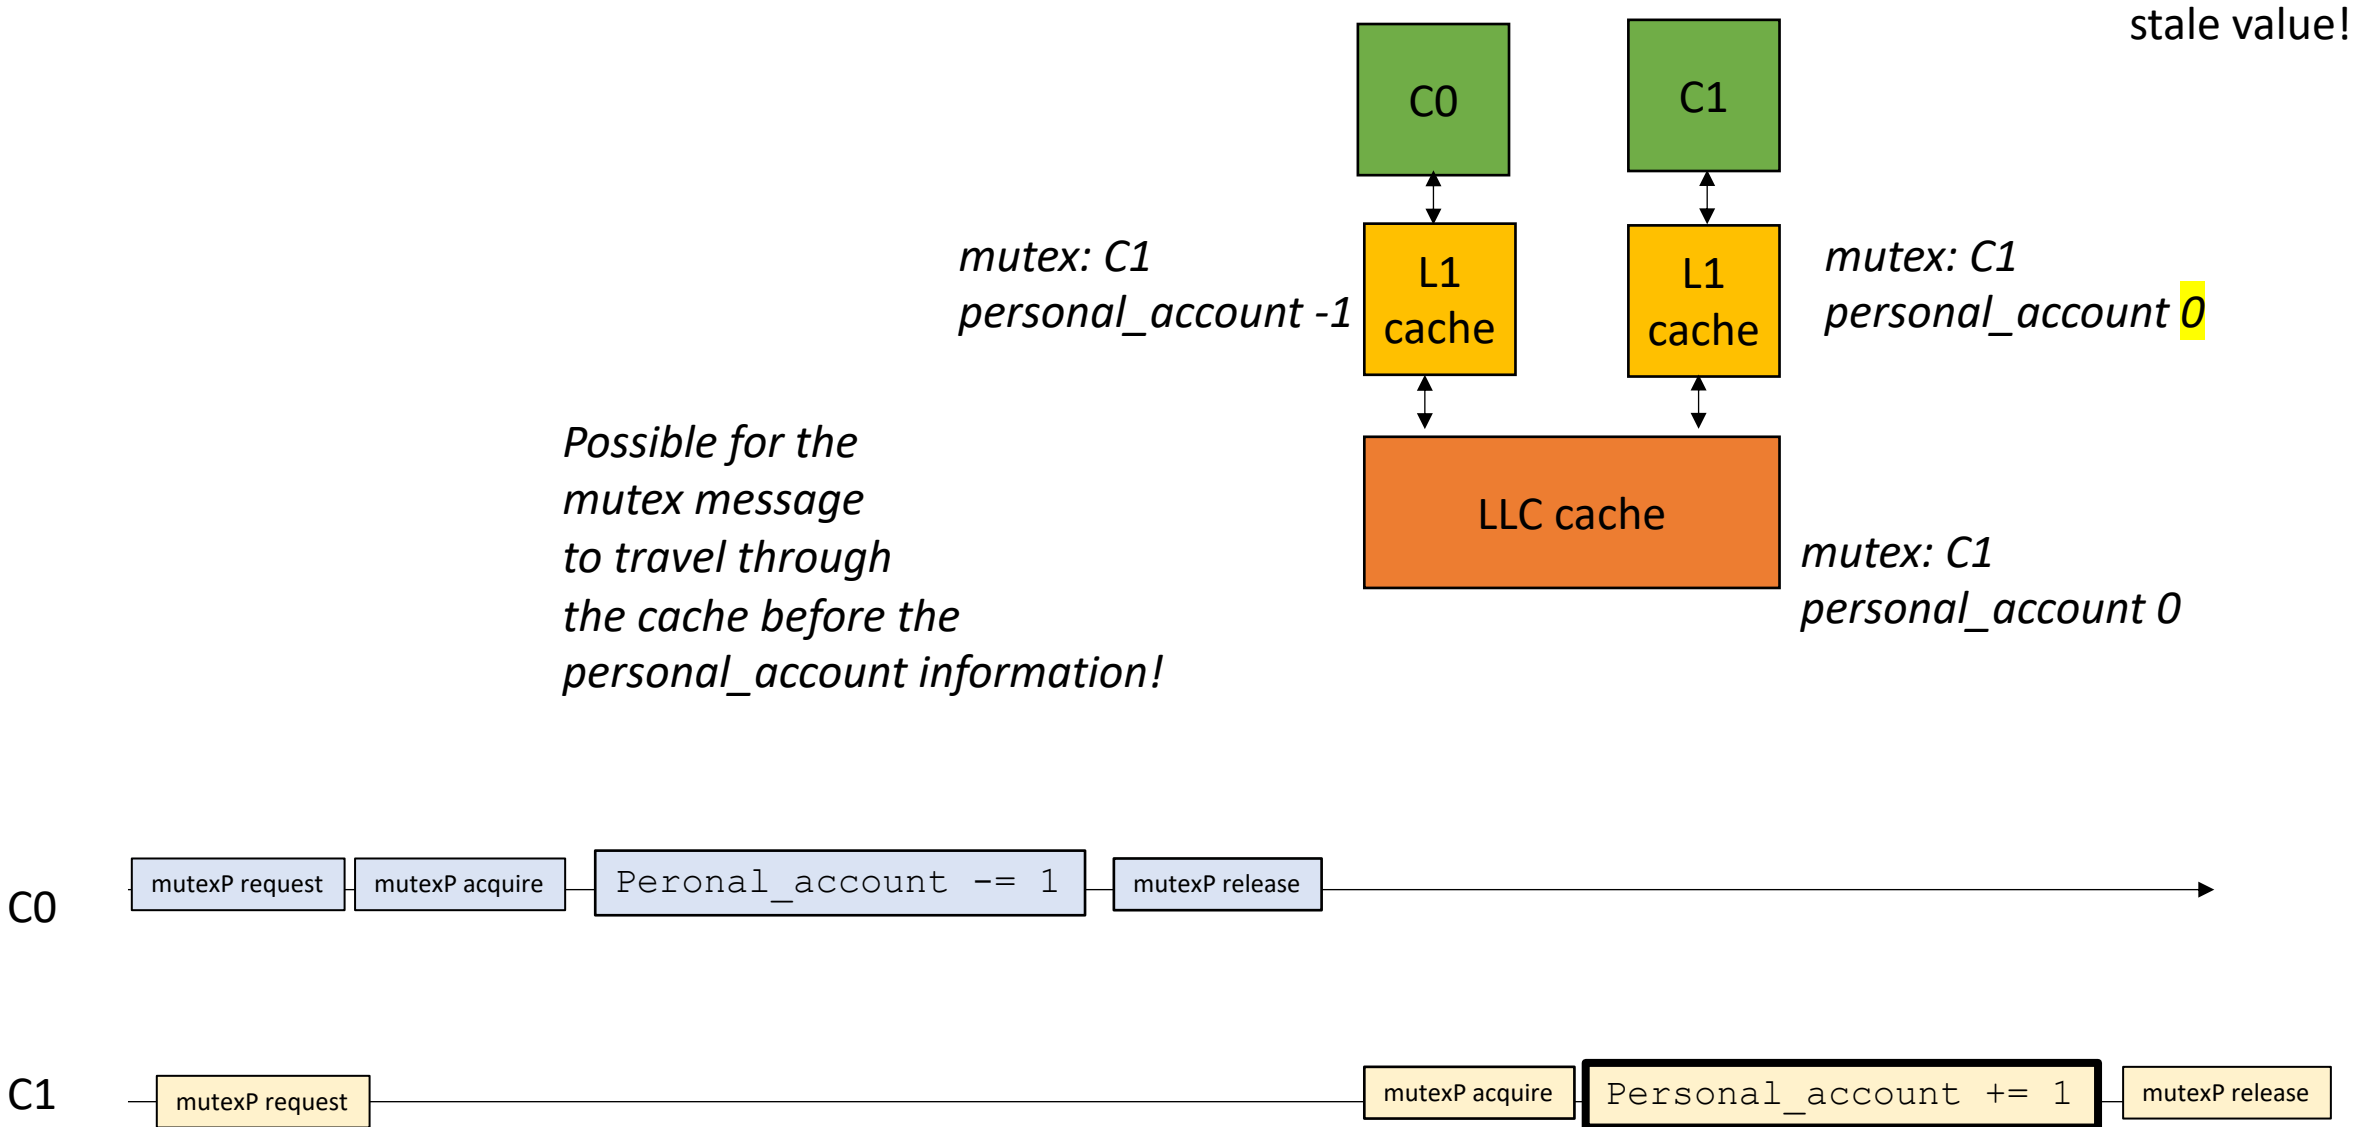 stale value!
C0
C1
mutex: C1
personal_account -1
L1
cache
L1
cache
mutex: C1
personal_account 0
Possible for the
mutex message
to travel through
the cache before the
personal_account information!
LLC cache
mutex: C1
personal_account 0
C0
mutexP request
mutexP acquire
Peronal_account -= 1
mutexP release
C1
mutexP request
mutexP acquire
Personal_account += 1
mutexP release